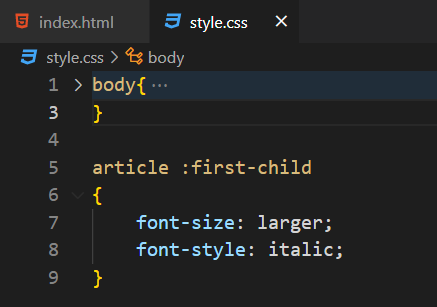 index.html style.css
style.css > body
1 > body{ ···
3 }
4
5 article :first-child
6 {
7 font-size: larger;
8 font-style: italic;
9 }